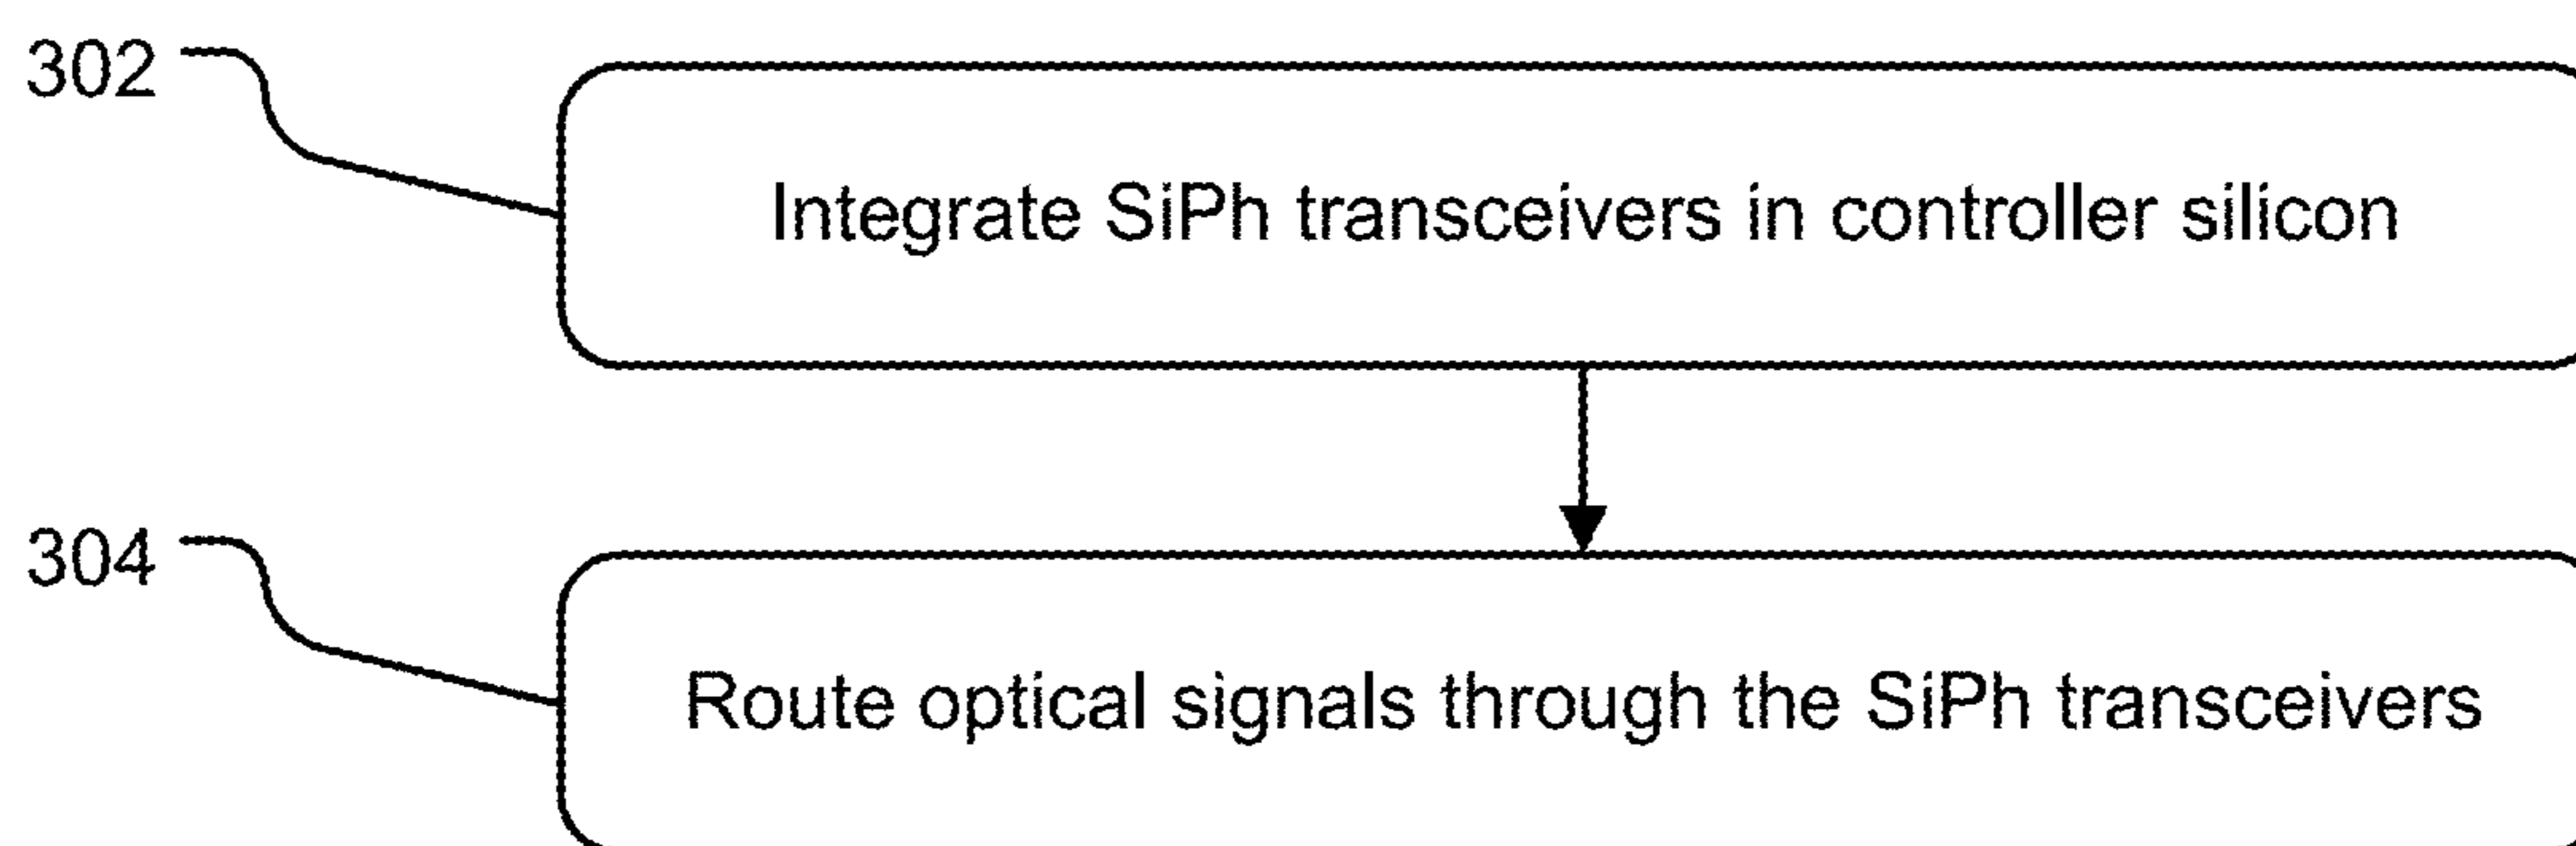 302
Integrate SiPh transceivers in controller silicon
304
Route optical signals through the SiPh transceivers